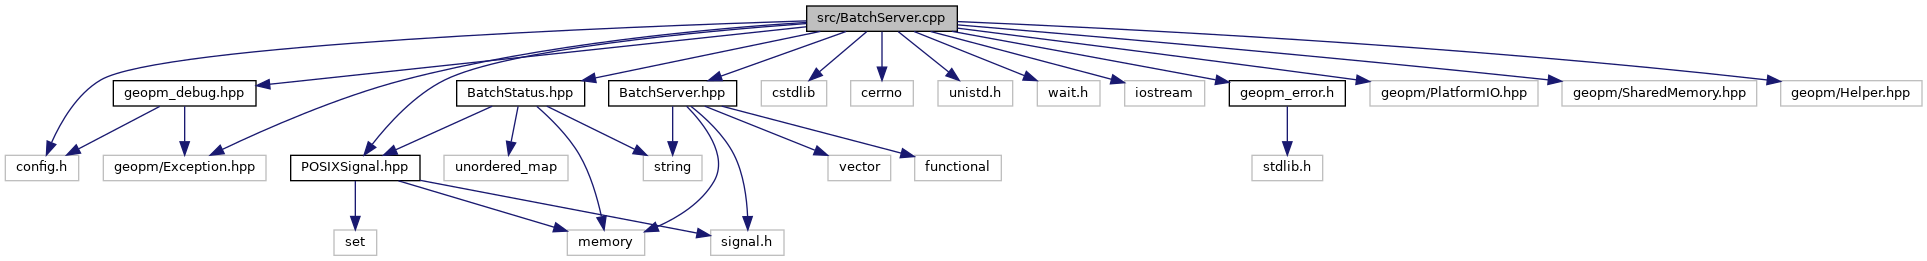 src/BatchServer.cpp
geopm_debug.hpp
BatchStatus.hpp
BatchServer.hpp
cstdlib
cerrno
unistd.h
wait.h
iostream
geopm_error.h
geopm/PlatformIO.hpp
geopm/SharedMemory.hpp
geopm/Helper.hpp
config.h
geopm/Exception.hpp
POSIXSignal.hpp
unordered_map
string
vector
functional
stdlib.h
set
memory
signal.h